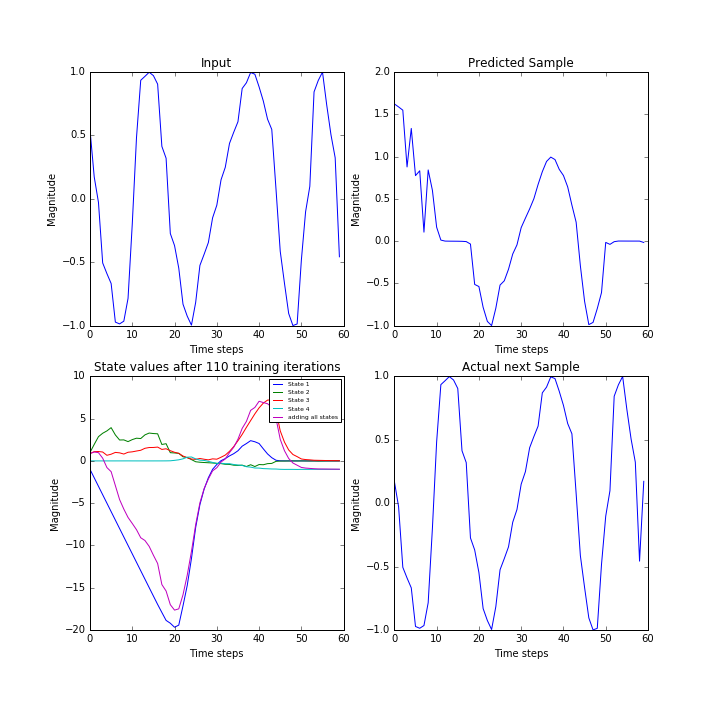 Input
1.0
0.5
0.0
−0.5
−1.0
Magnitude
0 10 20 30 40 50 60
Time steps
Predicted Sample
2.0
1.5
1.0
0.5
0.0
−0.5
−1.0
Magnitude
0 10 20 30 40 50 60
Time steps
State values after 110 training iterations
10
5
0
−5
−10
−15
−20
Magnitude
State 1
State 2
State 3
State 4
adding all states
0 10 20 30 40 50 60
Time steps
Actual next Sample
1.0
0.5
0.0
−0.5
−1.0
Magnitude
0 10 20 30 40 50 60
Time steps